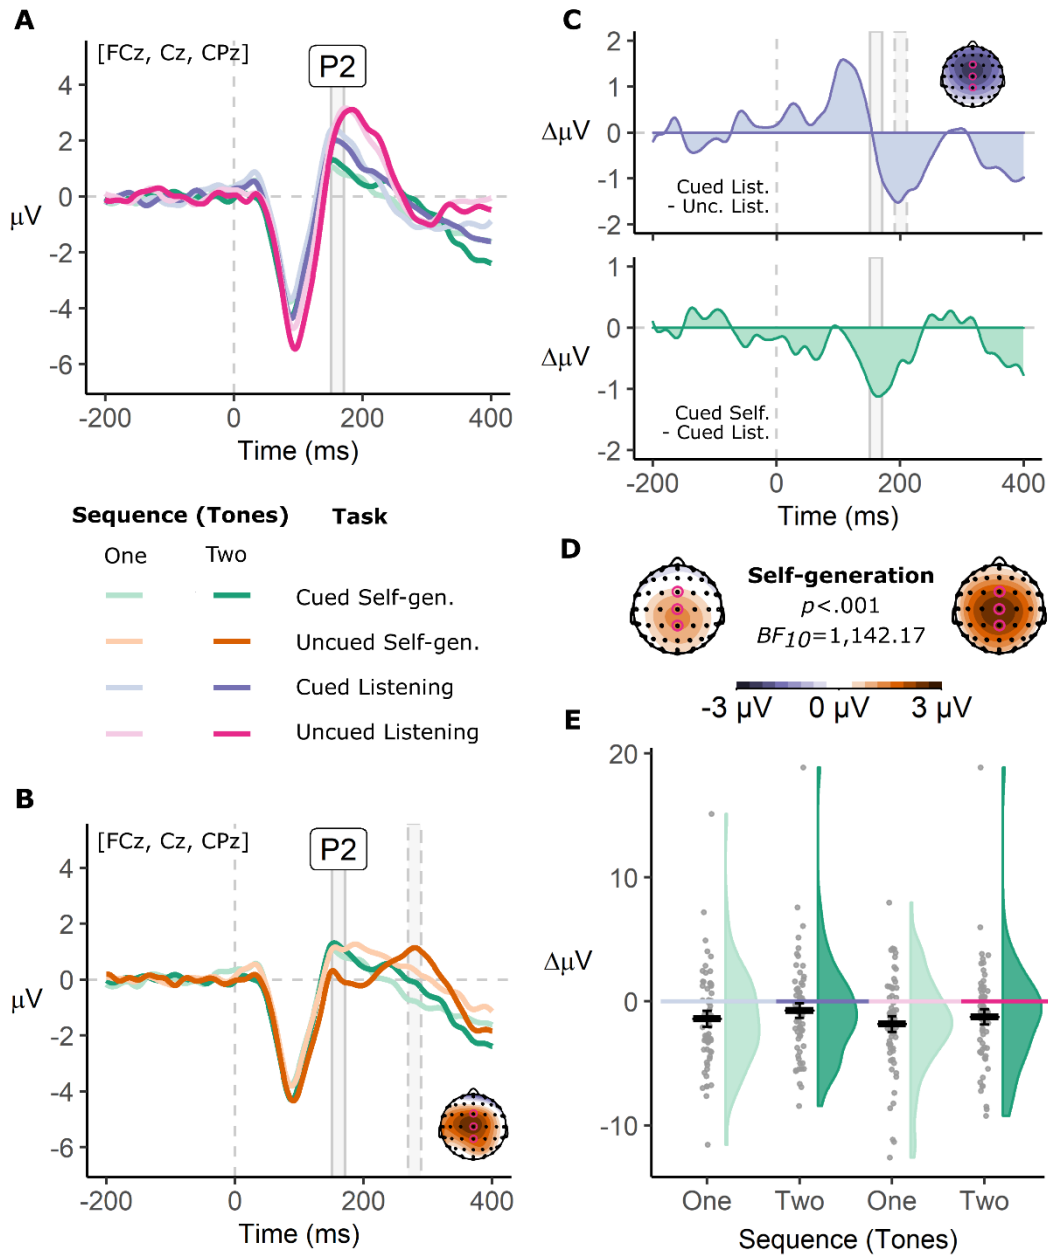 A
[FCz, Cz, CPz]
P2
4
2
0
-2
-4
-6
µV
-200
0
200
400
Time (ms)
Sequence (Tones)
Task
One
Two
Cued Self-gen.
Uncued Self-gen.
Cued Listening
Uncued Listening
B
[FCz, Cz, CPz]
P2
4
2
0
-2
-4
-6
µV
-200
0
200
400
Time (ms)
C
2
1
0
-1
-2
ΔµV
Cued List.
- Unc. List.
-200
0
200
400
1
0
-1
-2
ΔµV
Cued Self.
- Cued List.
-200
0
200
400
Time (ms)
D
Self-generation
p<.001
BF10=1,142.17
-3 µV
0 µV
3 µV
E
20
10
0
-10
ΔµV
One
Two
One
Two
Sequence (Tones)